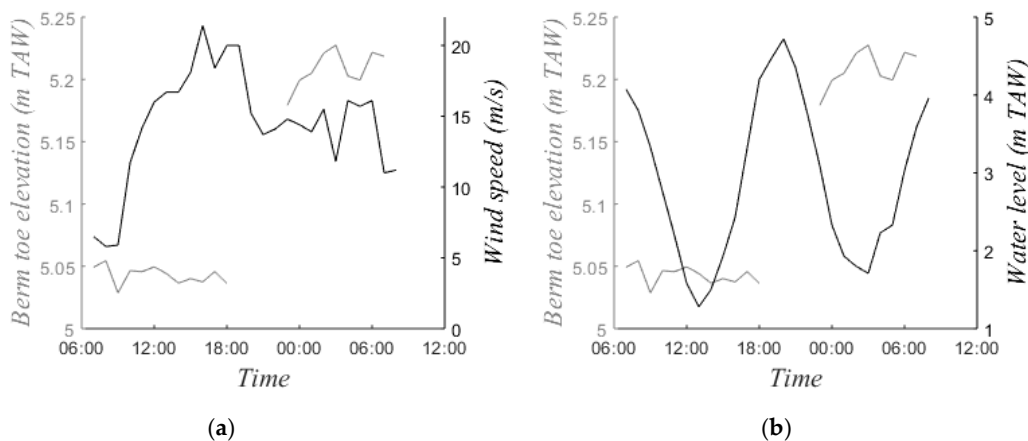 5.25
5.2
5.15
5.1
5.05
5
Berm toe elevation (m TAW)
20
15
10
5
0
Wind speed (m/s)
06:00 12:00 18:00 00:00 06:00 12:00
Time
(a)
5.25
5.2
5.15
5.1
5.05
5
Berm toe elevation (m TAW)
5
4
3
2
1
Water level (m TAW)
06:00 12:00 18:00 00:00 06:00 12:00
Time
(b)